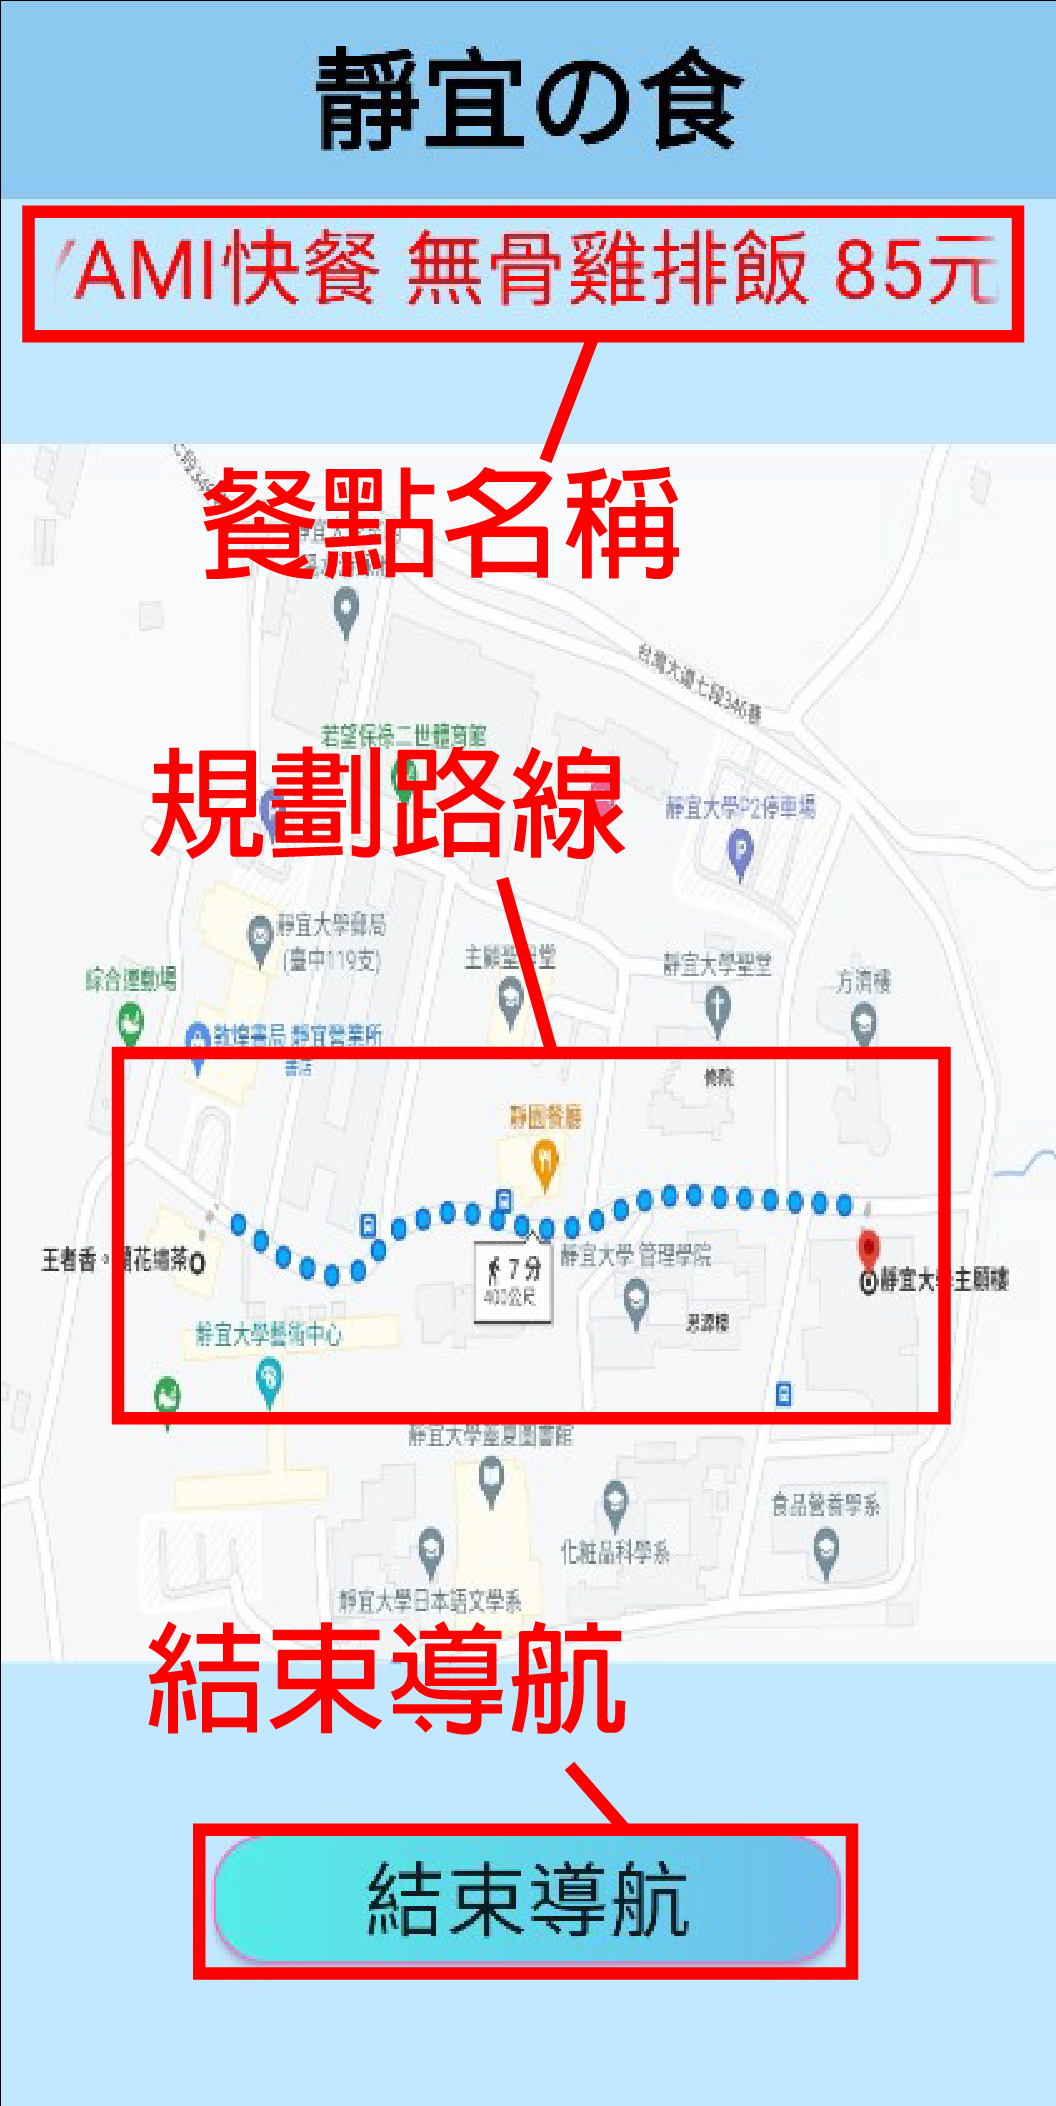 靜宜の食
YAMI快餐 無骨雞排飯 85元
餐點名稱
台灣大道七段346巷
若望保祿二世體育館
規劃路線
靜宜大學P2停車場
P
靜宜大學郵局
(臺中119支)
主顧聖母堂
靜宜大學聖堂
方濟樓
綜合運動場
敦煌書局 靜宜營業所
書店
修院
靜園餐廳
王者香。蘭花繡茶
7 分
400公尺
靜宜大學 管理學院
靜宜大學主顧樓
思源樓
靜宜大學藝術中心
靜宜大學蓋夏圖書館
食品營養學系
化粧品科學系
靜宜大學日本語文學系
結束導航
結束導航